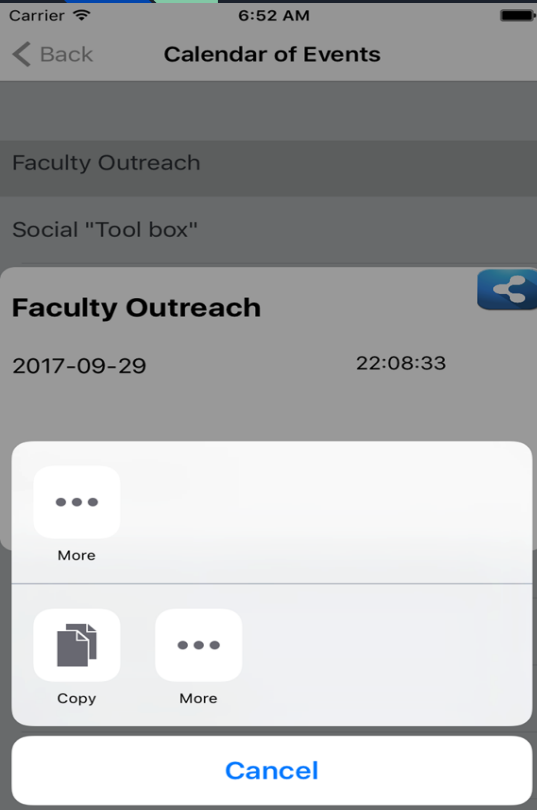 Carrier 6:52 AM
Back Calendar of Events
Faculty Outreach
Social "Tool box"
Faculty Outreach
2017-09-29 22:08:33
More
Copy More
Cancel